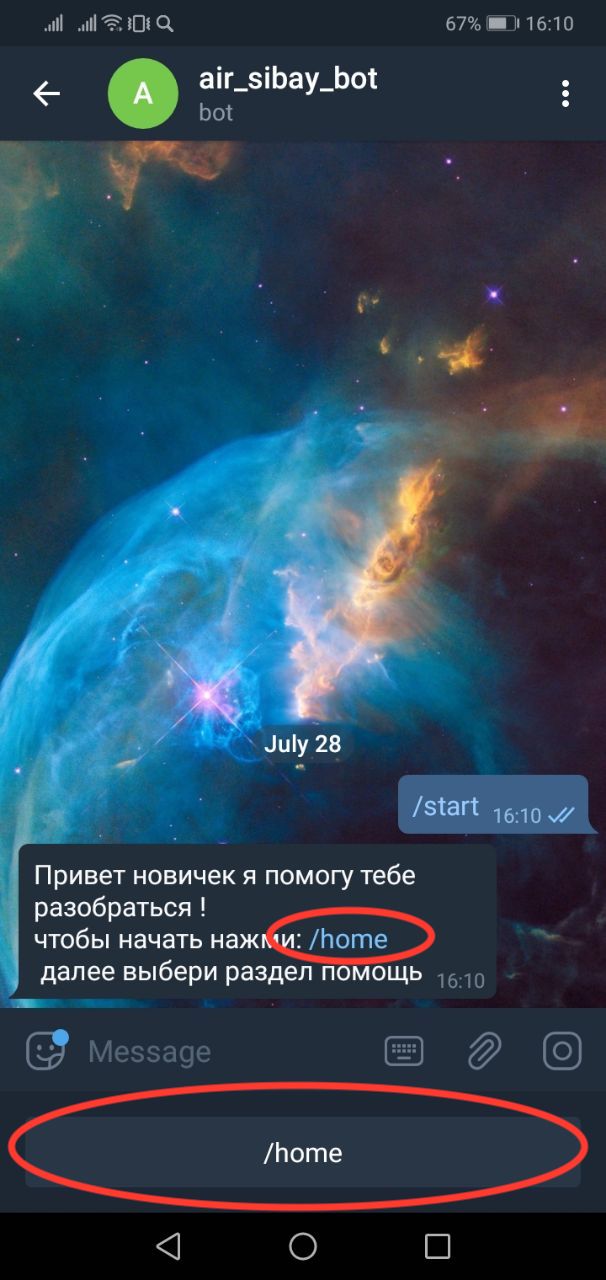 67% 16:10
A
air_sibay_bot
bot
July 28
/start 16:10
Привет новичек я помогу тебе
разобраться !
чтобы начать нажми: /home
далее выбери раздел помощь 16:10
Message
/home